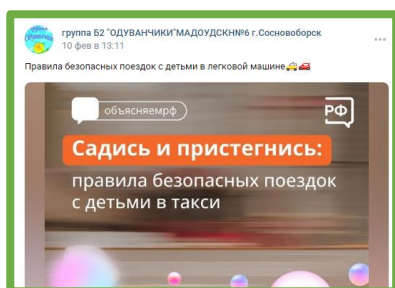 группа Б2 "ОДУВАНЧИКИ"МАДОУДСКН№6 г.Сосновоборск
10 фев в 13:11
Правила безопасных поездок с детьми в легковой машине🚕🚗
объясняемрф
РФ
Садись и пристегнись:
правила безопасных поездок
с детьми в такси